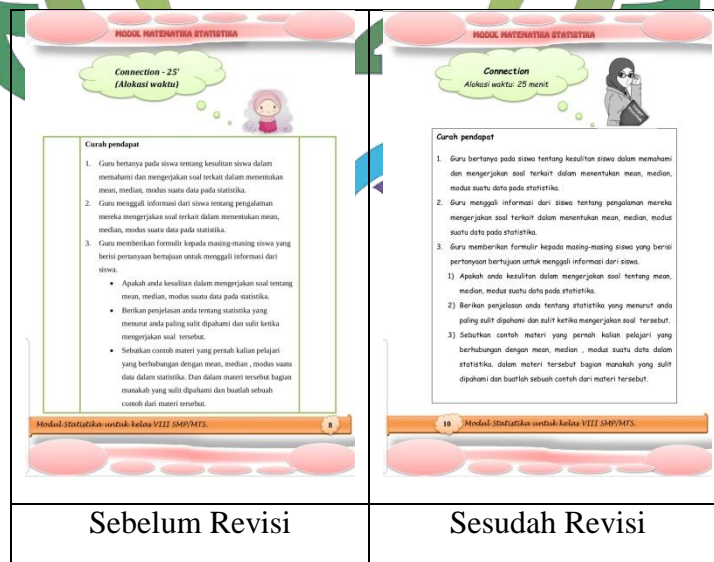 MODUL MATEMATIKA STATISTIKA
Connection - 25'
(Alokasi waktu)
Curah pendapat
1. Guru bertanya pada siswa tentang kesulitan siswa dalam
memahami dan mengerjakan soal terkait dalam menentukan
mean, median, modus suatu data pada statistika.
2. Guru menggali informasi dari siswa tentang pengalaman
mereka mengerjakan soal terkait dalam menentukan mean,
median, modus suatu data pada statistika.
3. Guru memberikan formulir kepada masing-masing siswa yang
berisi pertanyaan bertujuan untuk menggali informasi dari
siswa.
• Apakah anda kesulitan dalam mengerjakan soal tentang
mean, median, modus suatu data pada statistika.
• Berikan penjelasan anda tentang statistika yang
menurut anda paling sulit dipahami dan sulit ketika
mengerjakan soal tersebut.
• Sebutkan contoh materi yang pernah kalian pelajari
yang berhubungan dengan mean, median , modus suatu
data dalam statistika. Dan dalam materi tersebut bagian
manakah yang sulit dipahami dan buatlah sebuah
contoh dari materi tersebut.
Modul Statistika untuk kelas VIII SMP/MTS. 8
Sebelum Revisi
MODUL MATEMATIKA STATISTIKA
Connection
Alokasi waktu: 25 menit
Curah pendapat
1. Guru bertanya pada siswa tentang kesulitan siswa dalam memahami
dan mengerjakan soal terkait dalam menentukan mean, median,
modus suatu data pada statistika.
2. Guru menggali informasi dari siswa tentang pengalaman mereka
mengerjakan soal terkait dalam menentukan mean, median, modus
suatu data pada statistika.
3. Guru memberikan formulir kepada masing-masing siswa yang berisi
pertanyaan bertujuan untuk menggali informasi dari siswa.
1) Apakah anda kesulitan dalam mengerjakan soal tentang mean,
median, modus suatu data pada statistika.
2) Berikan penjelasan anda tentang statistika yang menurut anda
paling sulit dipahami dan sulit ketika mengerjakan soal tersebut.
3) Sebutkan contoh materi yang pernah kalian pelajari yang
berhubungan dengan mean, median , modus suatu data dalam
statistika. dalam materi tersebut bagian manakah yang sulit
dipahami dan buatlah sebuah contoh dari materi tersebut.
10 Modul Statistika untuk kelas VIII SMP/MTS.
Sesudah Revisi